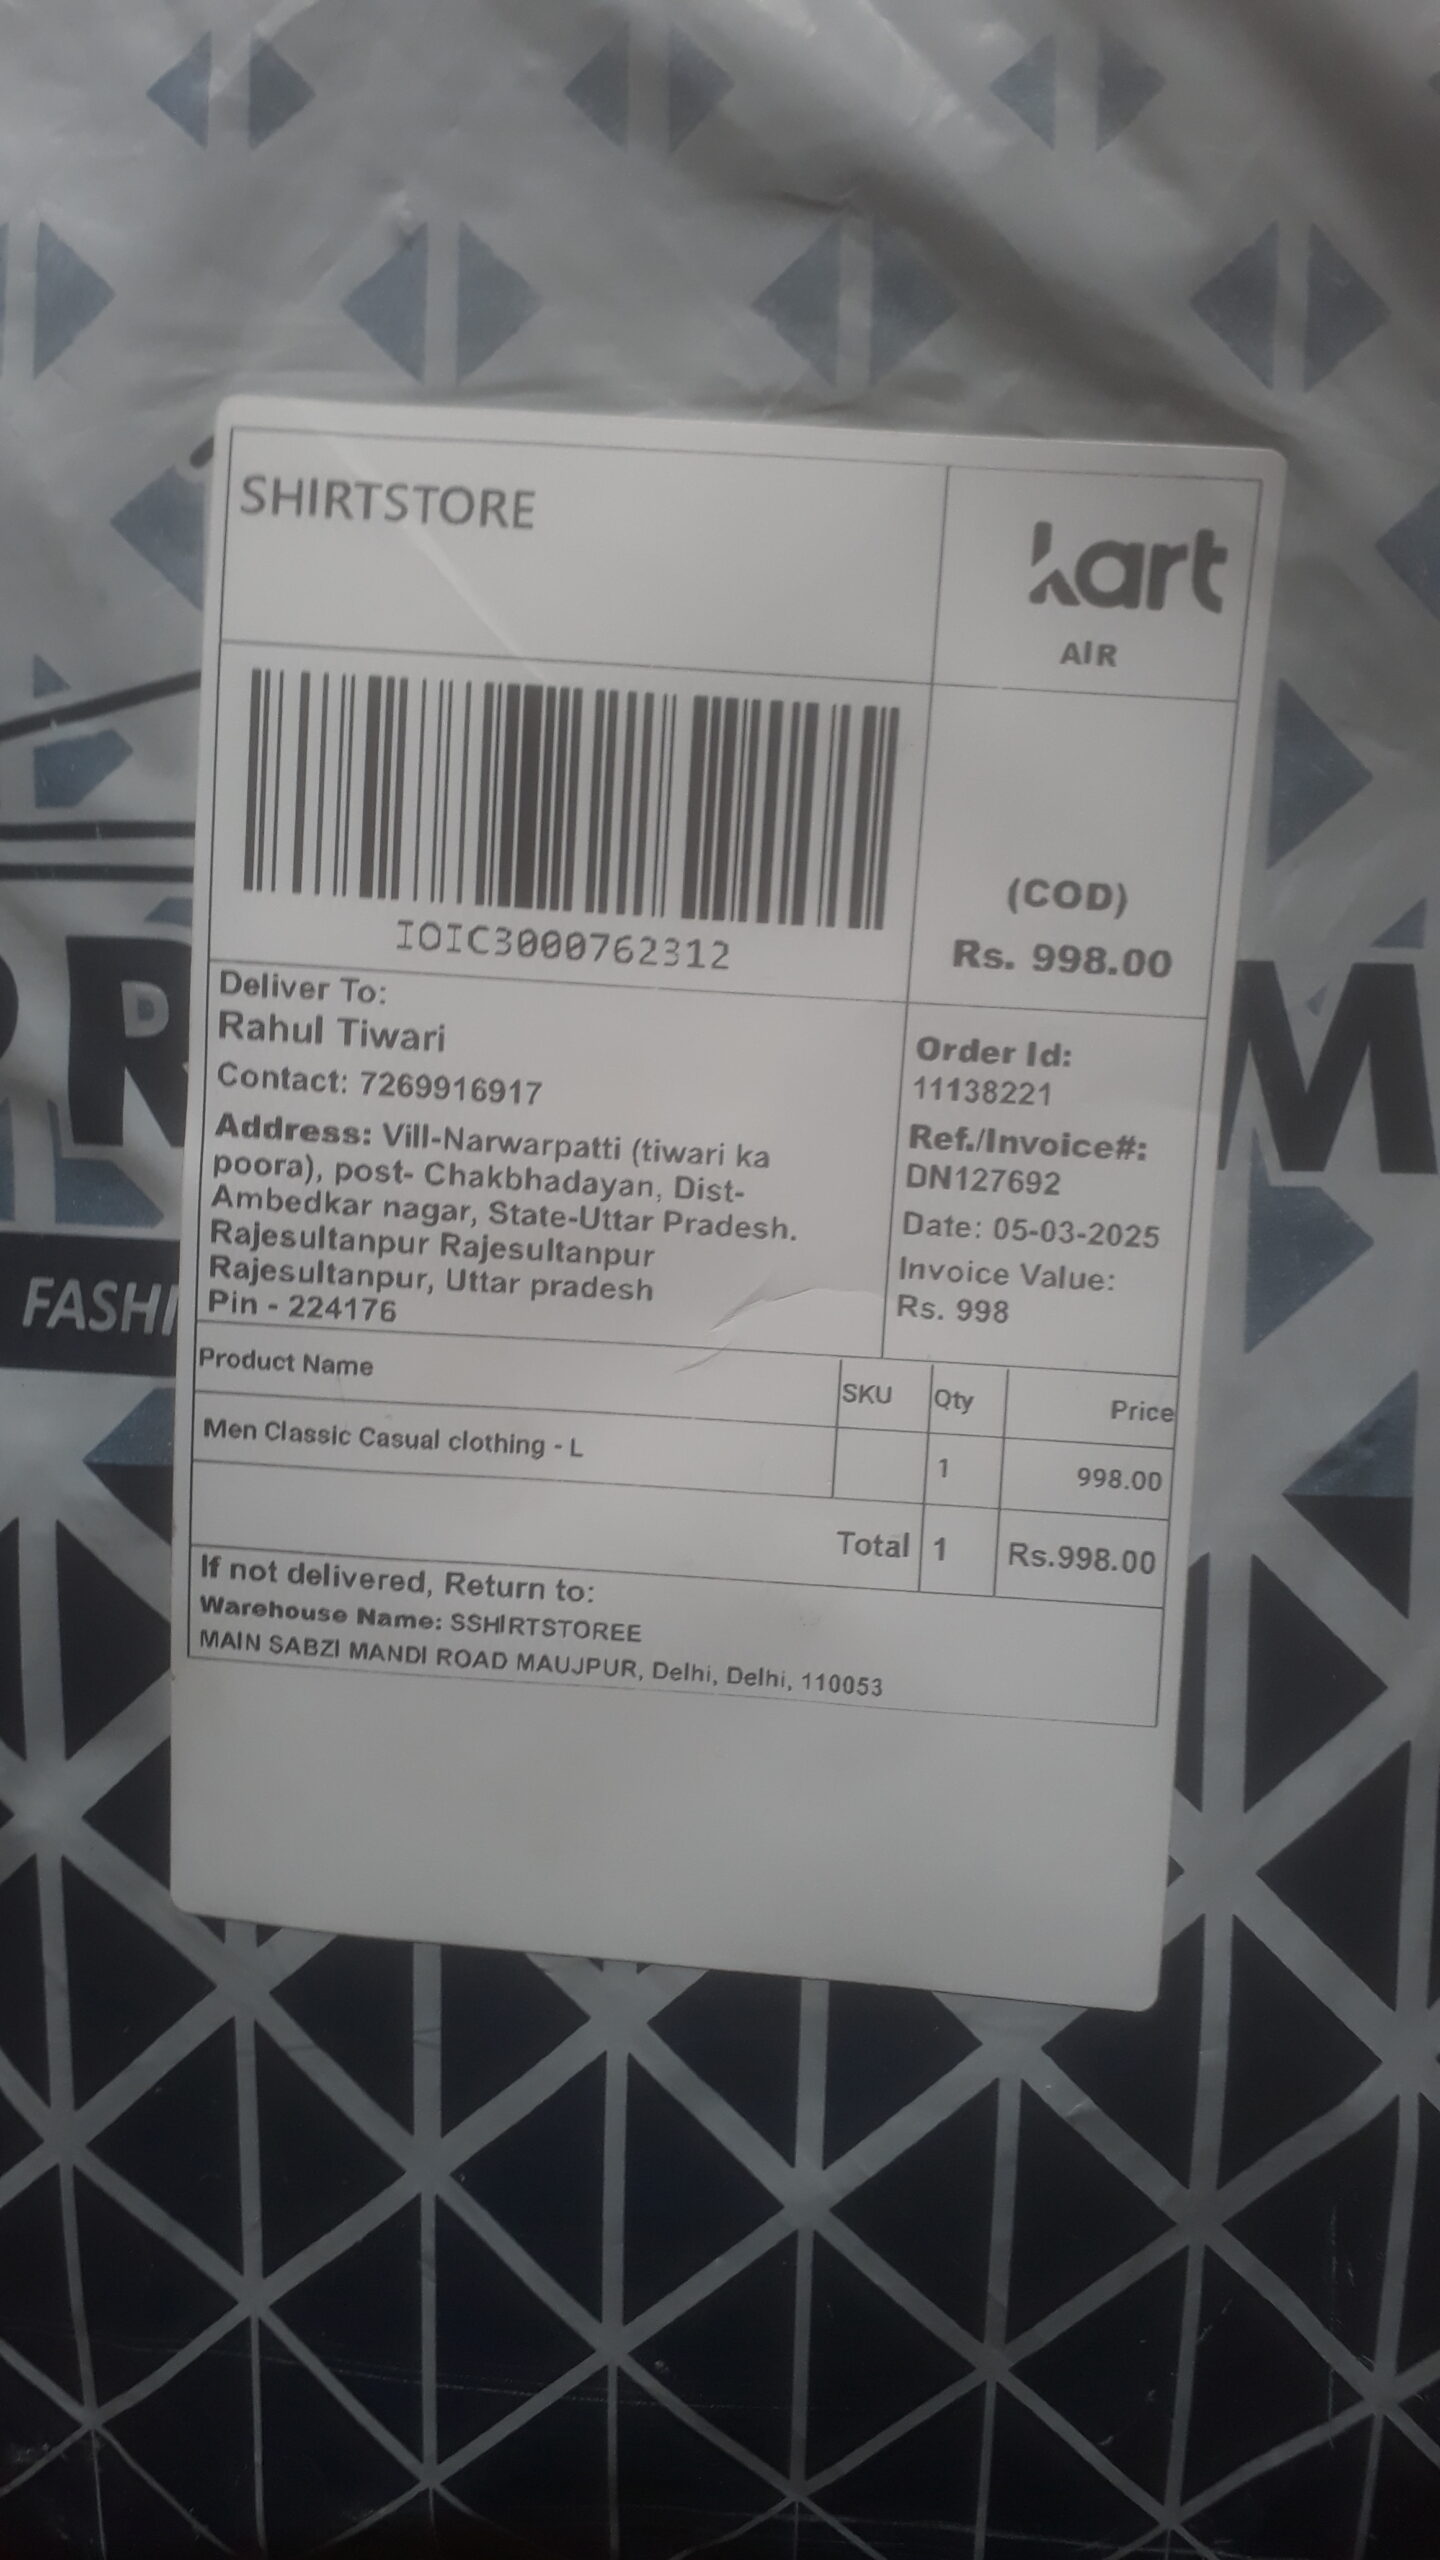 SHIRTSTORE
kart
AIR
IOIC3000762312
(COD)
Rs. 998.00
Deliver To:
Rahul Tiwari
Contact: 7269916917
Address: Vill-Narwarpatti (tiwari ka
poora), post- Chakbhadayan, Dist-
Ambedkar nagar, State-Uttar Pradesh.
Rajesultanpur Rajesultanpur
Rajesultanpur, Uttar pradesh
Pin - 224176
Order Id:
11138221
Ref./Invoice#:
DN127692
Date: 05-03-2025
Invoice Value:
Rs. 998
Product Name SKU Qty Price
Men Classic Casual clothing - L 1 998.00
Total 1 Rs.998.00
If not delivered, Return to:
Warehouse Name: SSHIRTSTOREE
MAIN SABZI MANDI ROAD MAUJPUR, Delhi, Delhi, 110053